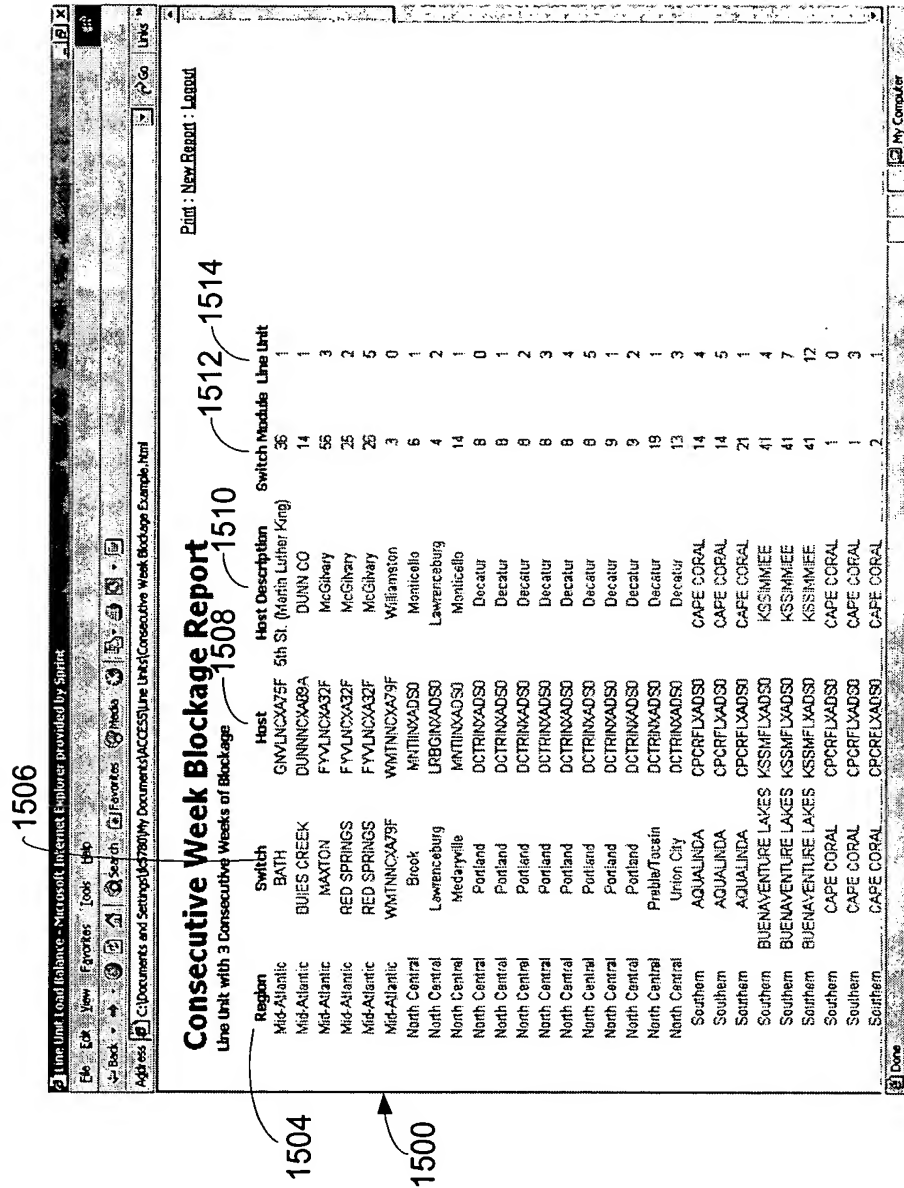 1506
Line Unit Load Balance - Microsoft Internet Explorer provided by Sprint
File Edit View Favorites Tools Help
Back Search Favorites Media
Address C:\Documents and Settings\ldc5780\My Documents\ACCESS\Line Units\Consecutive Week Blockage Example.html Go Links »
Print : New Report : Logout
Consecutive Week Blockage Report
Line Unit with 3 Consecutive Weeks of Blockage
1504
1508
1510
1512
1514
1500
Region Switch Host Host Description Switch Module Line Unit
Mid-Atlantic BATH GNVLNCXA75F 5th St. (Martin Luther King) 36 1
Mid-Atlantic BUIES CREEK DUNNNCXA89A DUNN CO 14 1
Mid-Atlantic MAXTON FYVLNCXA32F McGilvary 56 3
Mid-Atlantic RED SPRINGS FYVLNCXA32F McGilvary 25 2
Mid-Atlantic RED SPRINGS FYVLNCXA32F McGilvary 26 5
Mid-Atlantic WMTNNCXA79F WMTNNCXA79F Williamston 3 0
North Central Brook MNTIINXADS0 Monticello 6 1
North Central Lawrenceburg LRBGINXADS0 Lawrenceburg 4 2
North Central Medaryville MNTIINXADS0 Monticello 14 1
North Central Portland DCTRINXADS0 Decatur 8 0
North Central Portland DCTRINXADS0 Decatur 8 1
North Central Portland DCTRINXADS0 Decatur 8 2
North Central Portland DCTRINXADS0 Decatur 8 3
North Central Portland DCTRINXADS0 Decatur 8 4
North Central Portland DCTRINXADS0 Decatur 8 5
North Central Portland DCTRINXADS0 Decatur 9 1
North Central Portland DCTRINXADS0 Decatur 9 2
North Central Preble/Tocsin DCTRINXADS0 Decatur 19 1
North Central Union City DCTRINXADS0 Decatur 13 3
Southern AQUALINDA CPCRFLXADS0 CAPE CORAL 14 4
Southern AQUALINDA CPCRFLXADS0 CAPE CORAL 14 5
Southern AQUALINDA CPCRFLXADS0 CAPE CORAL 21 1
Southern BUENAVENTURE LAKES KSSMFLXADS0 KSSIMMIEE 41 4
Southern BUENAVENTURE LAKES KSSMFLXADS0 KSSIMMIEE 41 7
Southern BUENAVENTURE LAKES KSSMFLXADS0 KSSIMMIEE 41 12
Southern CAPE CORAL CPCRFLXADS0 CAPE CORAL 1 0
Southern CAPE CORAL CPCRFLXADS0 CAPE CORAL 1 3
Southern CAPE CORAL CPCRFLXADS0 CAPE CORAL 2 1
Done My Computer